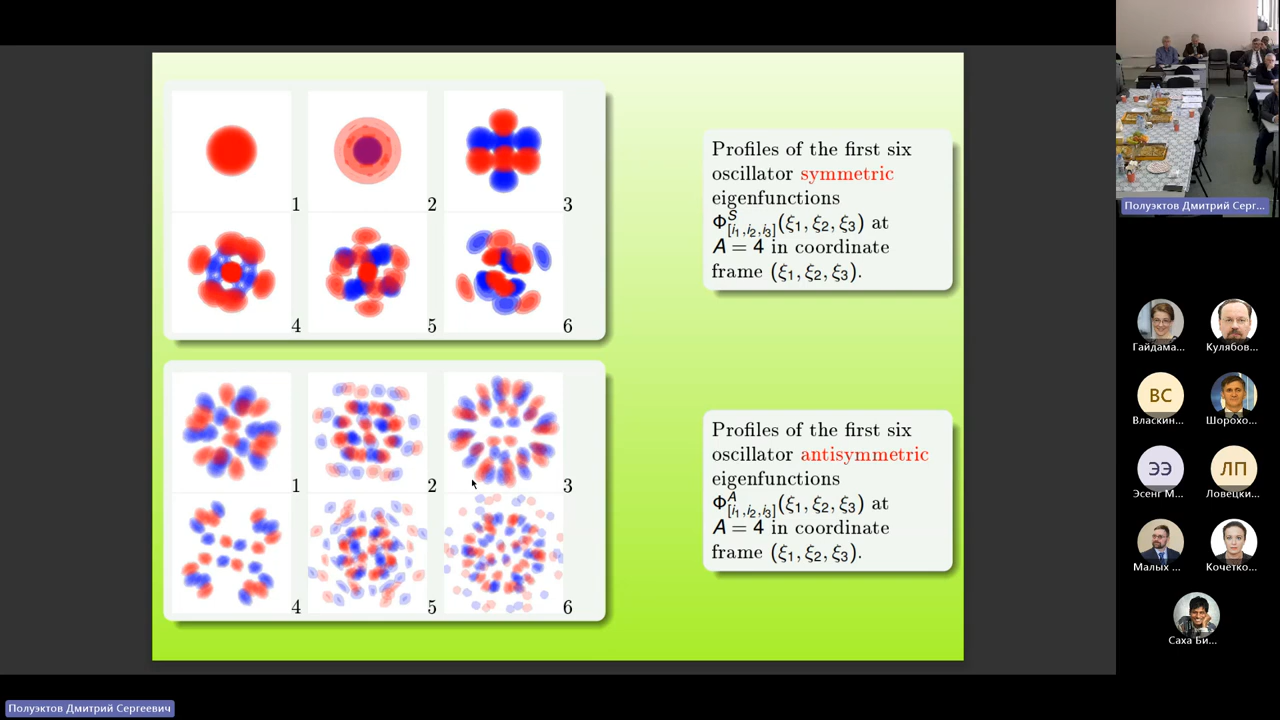 1
2
3
4
5
6
Profiles of the first six
oscillator symmetric
eigenfunctions
Φ^S_{[i₁,i₂,i₃]}(ξ₁, ξ₂, ξ₃) at
A = 4 in coordinate
frame (ξ₁, ξ₂, ξ₃).
1
2
3
4
5
6
Profiles of the first six
oscillator antisymmetric
eigenfunctions
Φ^A_{[i₁,i₂,i₃]}(ξ₁, ξ₂, ξ₃) at
A = 4 in coordinate
frame (ξ₁, ξ₂, ξ₃).
Полуэктов Дмитрий Серг...
Гайдама...
Кулябов...
ВС
Власкин...
Шорохо...
ЭЭ
Эсенг М...
ЛП
Ловецки...
Малых ...
Кочетко...
Саха Би...
Полуэктов Дмитрий Сергеевич